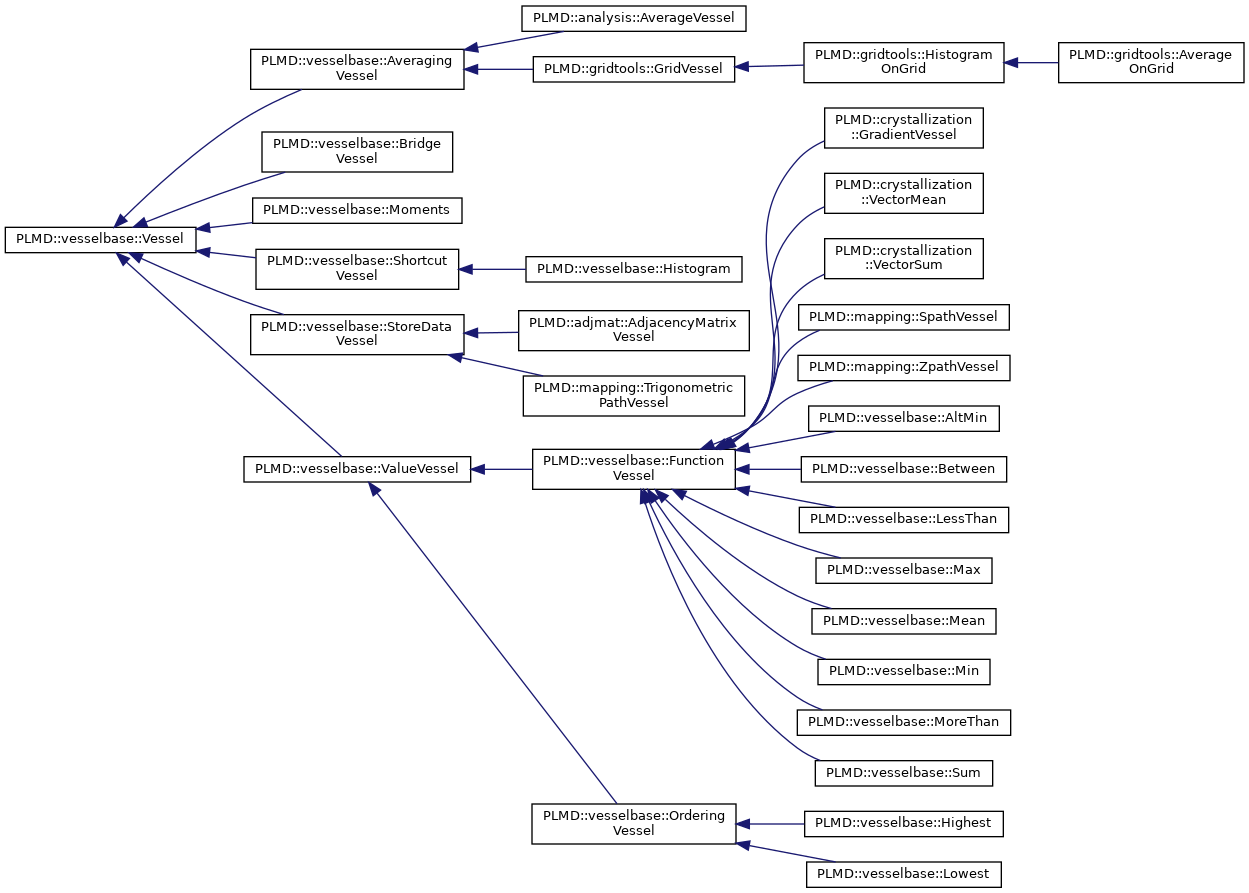 PLMD::vesselbase::Vessel
PLMD::vesselbase::Averaging
Vessel
PLMD::vesselbase::Bridge
Vessel
PLMD::vesselbase::Moments
PLMD::vesselbase::Shortcut
Vessel
PLMD::vesselbase::StoreData
Vessel
PLMD::vesselbase::ValueVessel
PLMD::analysis::AverageVessel
PLMD::gridtools::GridVessel
PLMD::vesselbase::Histogram
PLMD::adjmat::AdjacencyMatrix
Vessel
PLMD::mapping::Trigonometric
PathVessel
PLMD::vesselbase::Function
Vessel
PLMD::vesselbase::Ordering
Vessel
PLMD::gridtools::Histogram
OnGrid
PLMD::crystallization
::GradientVessel
PLMD::crystallization
::VectorMean
PLMD::crystallization
::VectorSum
PLMD::mapping::SpathVessel
PLMD::mapping::ZpathVessel
PLMD::vesselbase::AltMin
PLMD::vesselbase::Between
PLMD::vesselbase::LessThan
PLMD::vesselbase::Max
PLMD::vesselbase::Mean
PLMD::vesselbase::Min
PLMD::vesselbase::MoreThan
PLMD::vesselbase::Sum
PLMD::vesselbase::Highest
PLMD::vesselbase::Lowest
PLMD::gridtools::Average
OnGrid